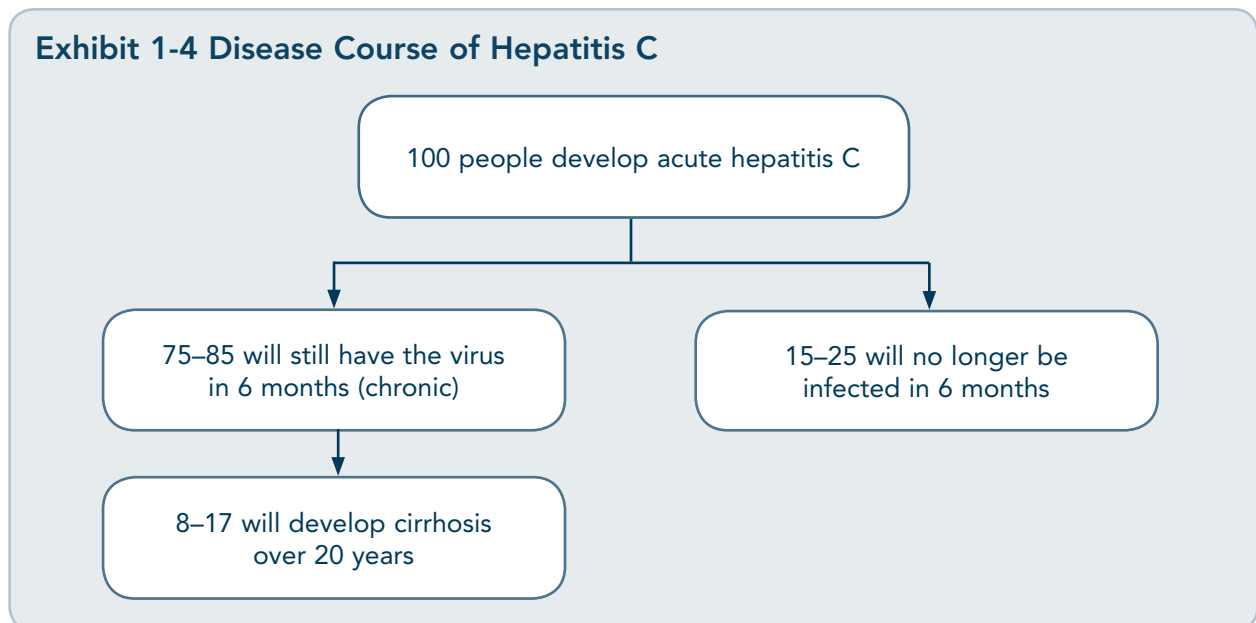 Exhibit 1-4 Disease Course of Hepatitis C
100 people develop acute hepatitis C
75–85 will still have the virus
in 6 months (chronic)
15–25 will no longer be
infected in 6 months
8–17 will develop cirrhosis
over 20 years